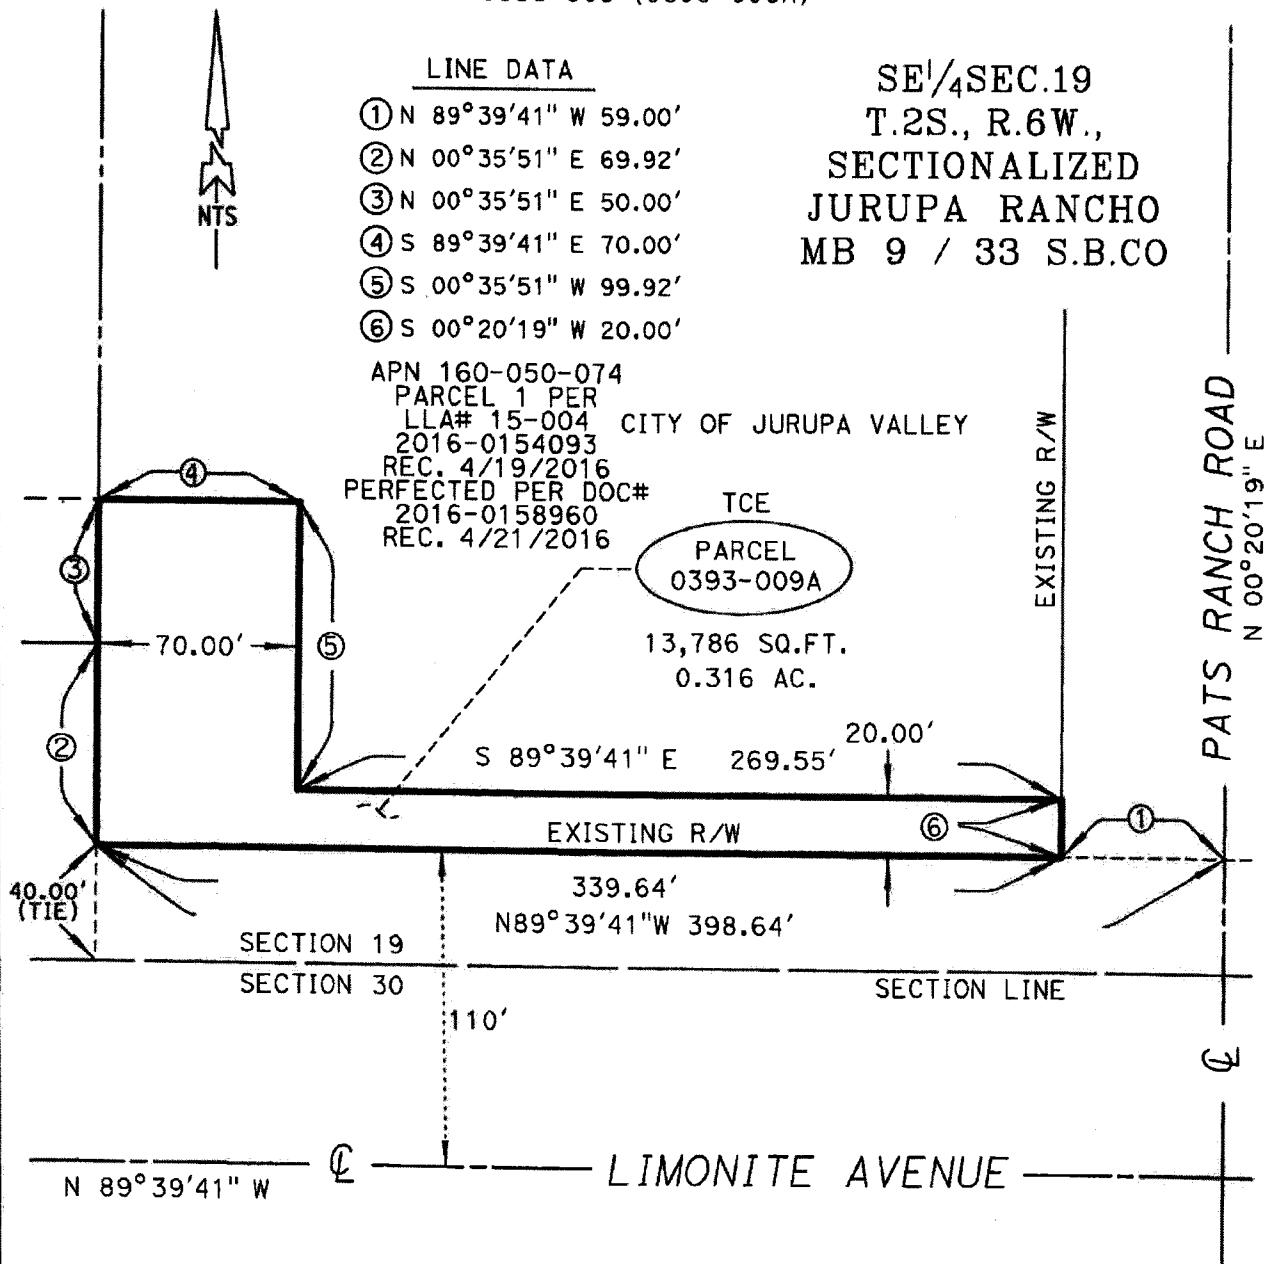 LINE DATA
① N 89°39'41" W 59.00'
② N 00°35'51" E 69.92'
③ N 00°35'51" E 50.00'
④ S 89°39'41" E 70.00'
⑤ S 00°35'51" W 99.92'
⑥ S 00°20'19" W 20.00'
SE1/4SEC.19
T.2S., R.6W.,
SECTIONALIZED
JURUPA RANCHO
MB 9 / 33 S.B.CO
N
NTS
APN 160-050-074
PARCEL 1 PER
LLA# 15-004
2016-0154093
REC. 4/19/2016
PERFECTED PER DOC#
2016-0158960
REC. 4/21/2016
CITY OF JURUPA VALLEY
TCE
PARCEL
0393-009A
13,786 SQ.FT.
0.316 AC.
EXISTING R/W
PATS RANCH ROAD
N 00°20'19" E
④
③
70.00'
⑤
②
S 89°39'41" E 269.55'
20.00'
EXISTING R/W
⑥
①
339.64'
N89°39'41"W 398.64'
40.00'
(TIE)
SECTION 19
SECTION 30
SECTION LINE
110'
℄
℄
LIMONITE AVENUE
N 89°39'41" W